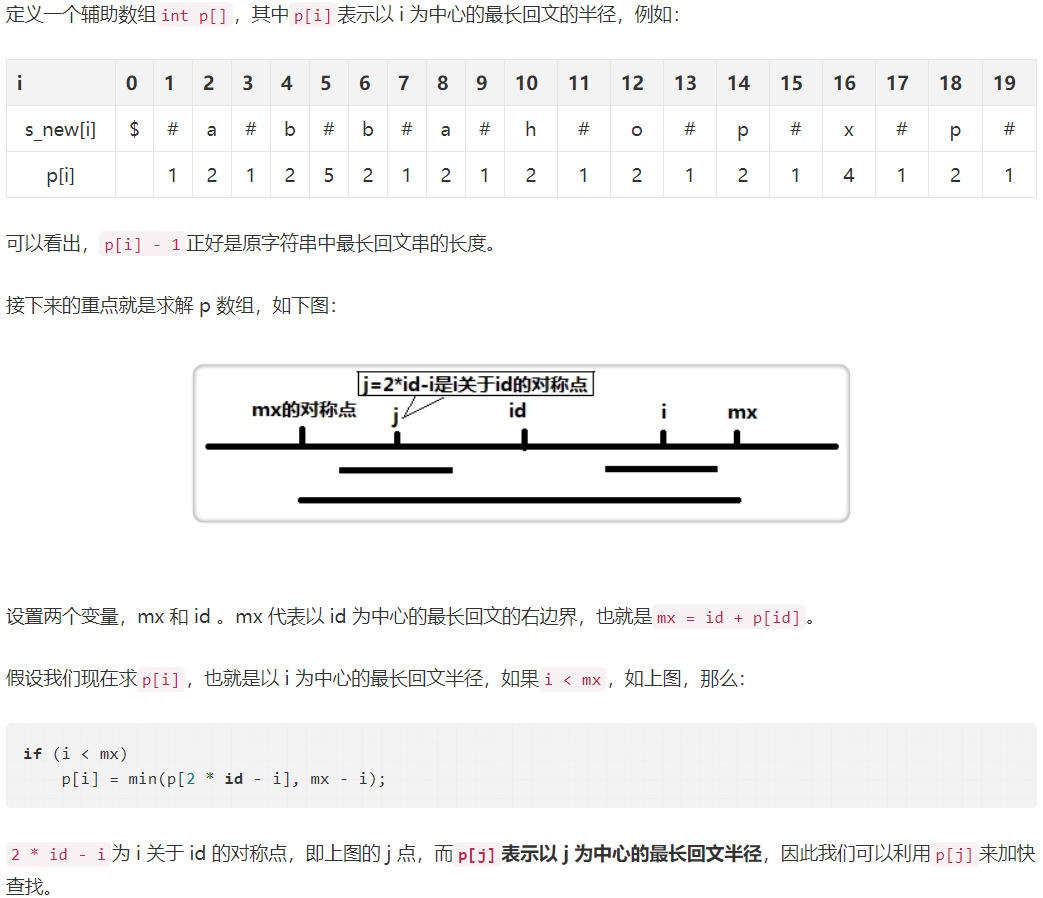 定义一个辅助数组int p[]，其中p[i]表示以 i 为中心的最长回文的半径，例如：
i 0 1 2 3 4 5 6 7 8 9 10 11 12 13 14 15 16 17 18 19
s_new[i] $ # a # b # b # a # h # o # p # x # p #
p[i] 1 2 1 2 5 2 1 2 1 2 1 2 1 2 1 4 1 2 1
可以看出，p[i] - 1正好是原字符串中最长回文串的长度。
接下来的重点就是求解 p 数组，如下图：
j=2*id-i是i关于id的对称点
mx的对称点 j id i mx
设置两个变量，mx 和 id 。mx 代表以 id 为中心的最长回文的右边界，也就是mx = id + p[id]。
假设我们现在求p[i]，也就是以 i 为中心的最长回文半径，如果i < mx，如上图，那么：
if (i < mx)
p[i] = min(p[2 * id - i], mx - i);
2 * id - i为 i 关于 id 的对称点，即上图的 j 点，而p[j]表示以 j 为中心的最长回文半径，因此我们可以利用p[j]来加快
查找。